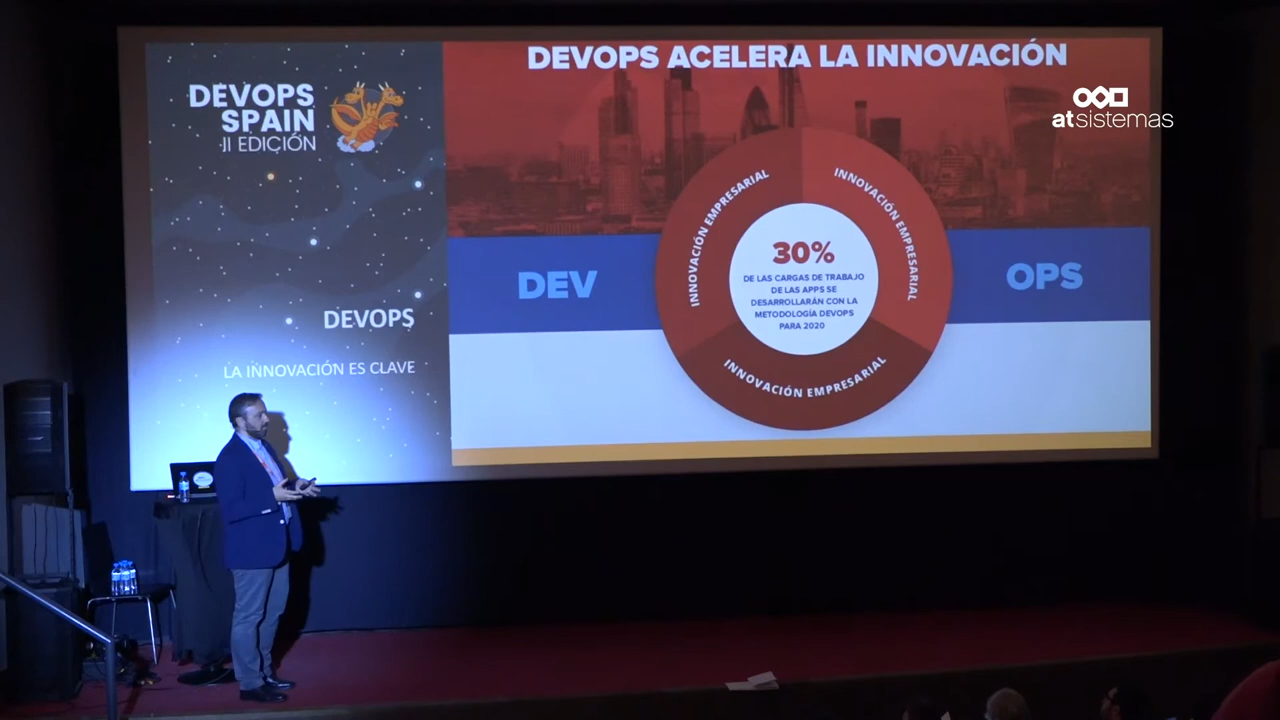 DEVOPS
SPAIN
II EDICIÓN
DEVOPS
LA INNOVACIÓN ES CLAVE
DEVOPS ACELERA LA INNOVACIÓN
atsistemas
INNOVACIÓN EMPRESARIAL
INNOVACIÓN EMPRESARIAL
DEV
30%
DE LAS CARGAS DE TRABAJO
DE LAS APPS SE
DESARROLLARÁN CON LA
METODOLOGÍA DEVOPS
PARA 2020
OPS
INNOVACIÓN EMPRESARIAL